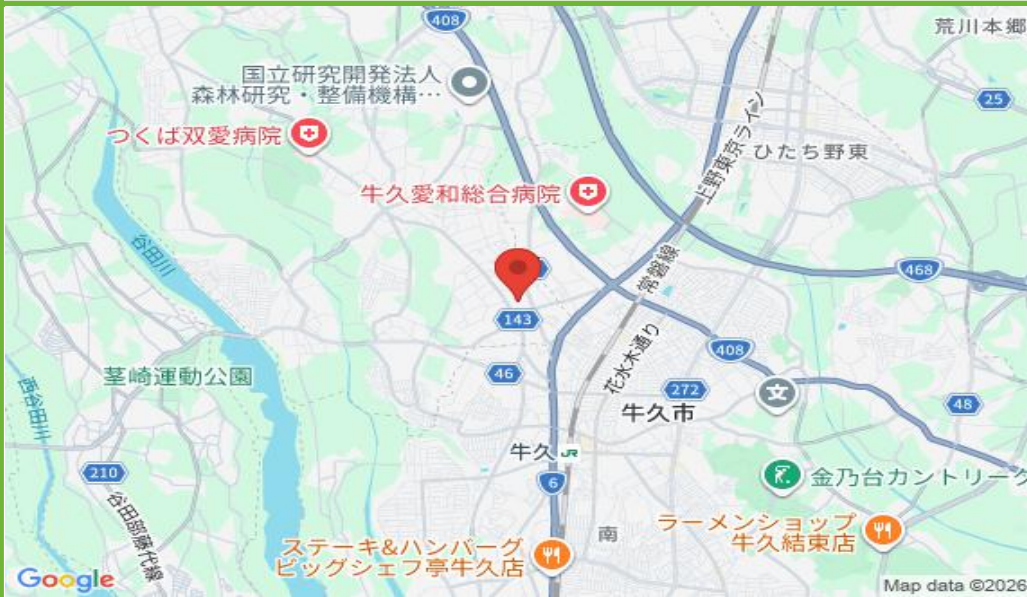 408
荒川本郷
国立研究開発法人
森林研究・整備機構…
25
つくば双愛病院
上野東京ライン
ひたち野東
牛久愛和総合病院
谷田川
常磐線
468
143
花水木通り
408
茎崎運動公園
46
272
文
牛久市
48
西谷田川
牛久 JR
210
6
金乃台カントリーク
谷田部藤代線
南
ラーメンショップ
牛久結束店
ステーキ&ハンバーグ
ビッグシェフ亭牛久店
Google
Map data ©2026